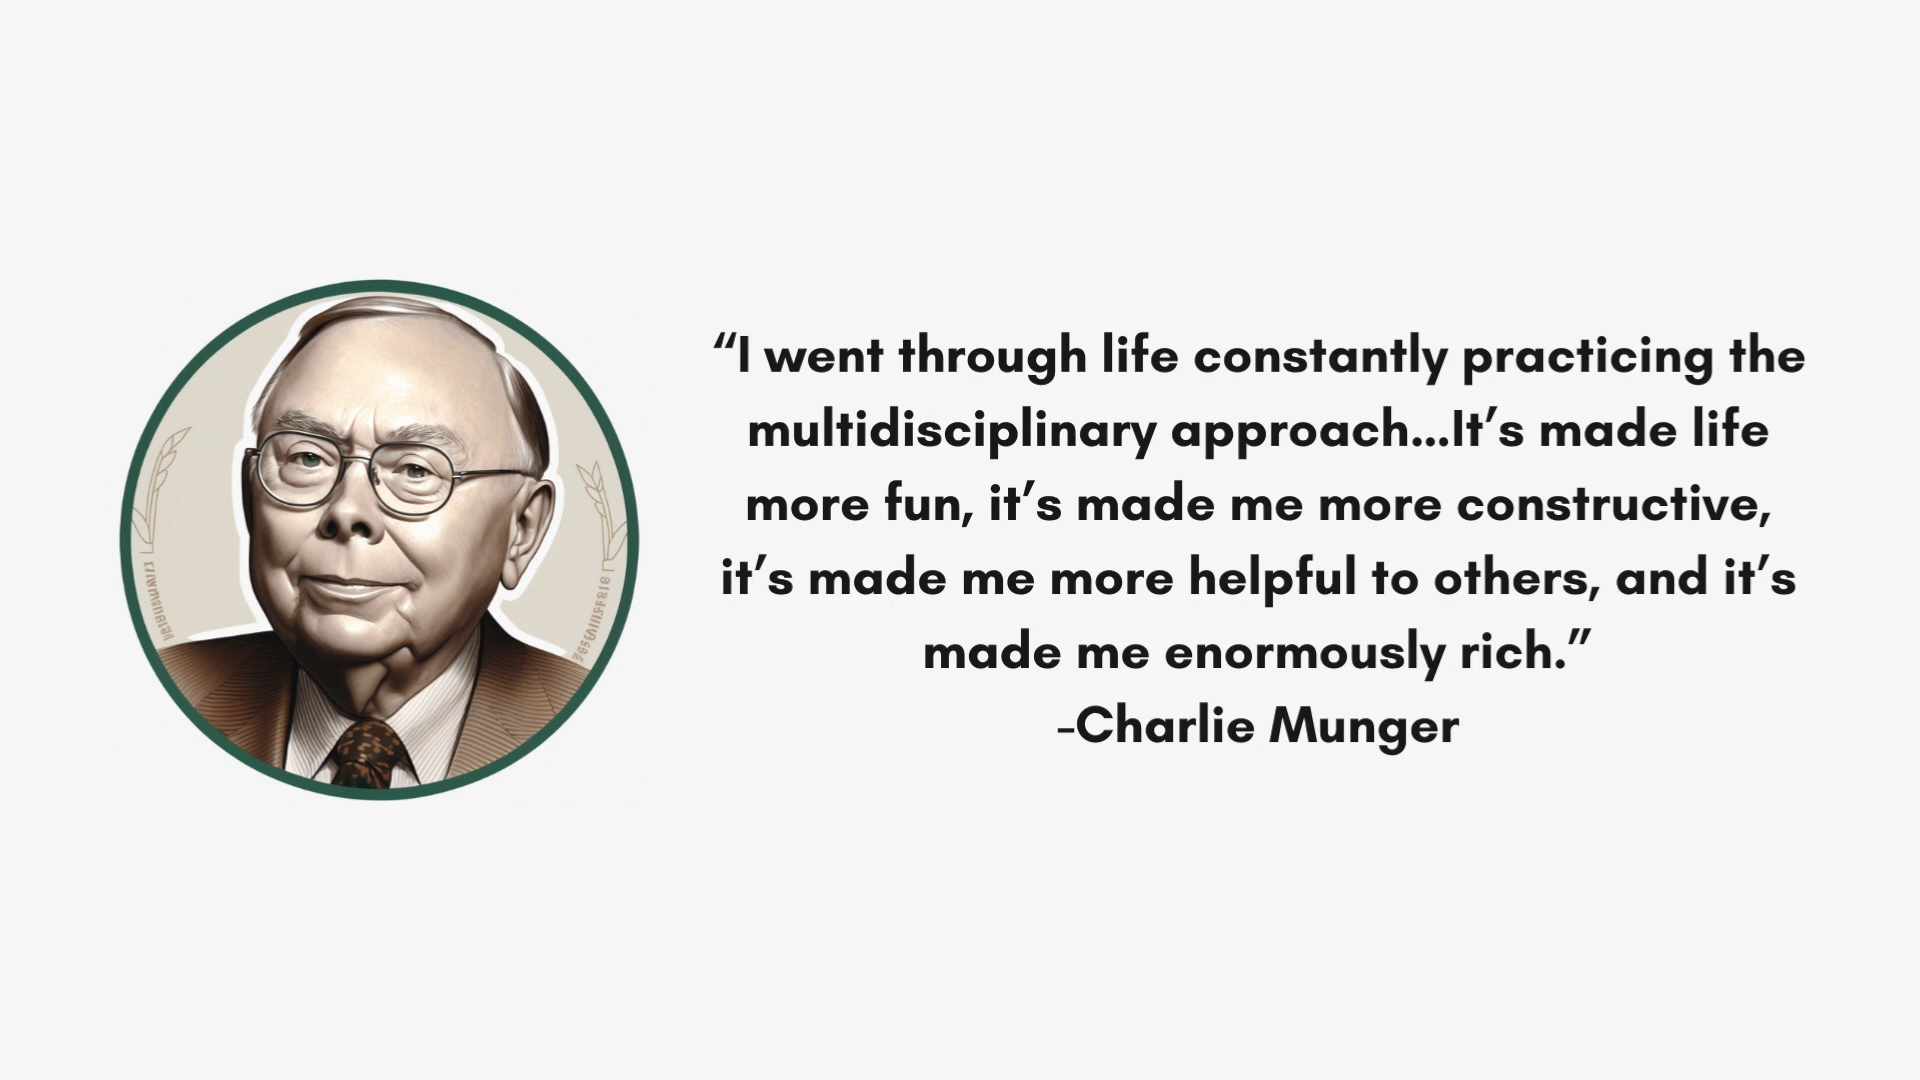 “I went through life constantly practicing the
multidisciplinary approach...It’s made life
more fun, it’s made me more constructive,
it’s made me more helpful to others, and it’s
made me enormously rich.”
-Charlie Munger